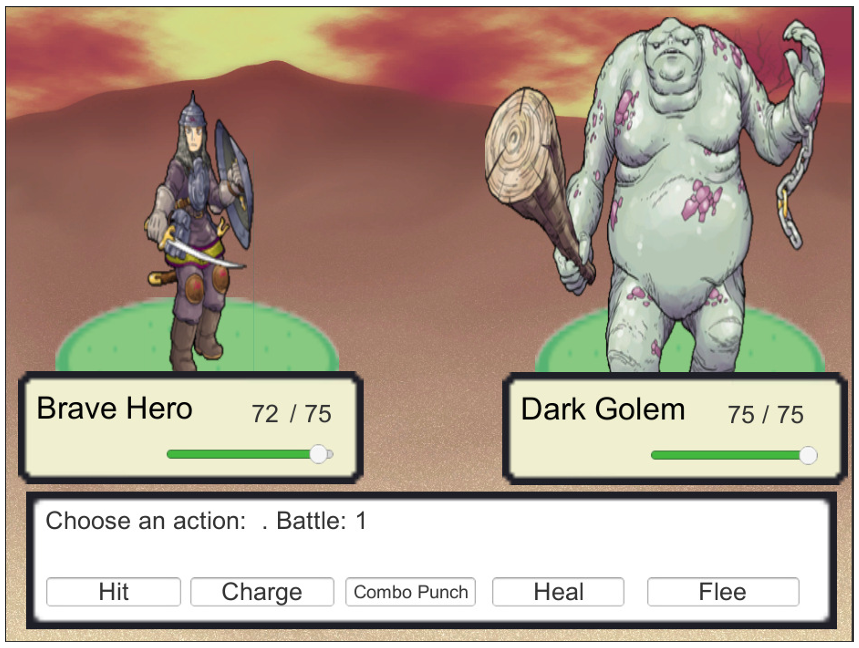 Brave Hero 72 / 75
Dark Golem 75 / 75
Choose an action:  . Battle: 1
Hit Charge Combo Punch Heal Flee